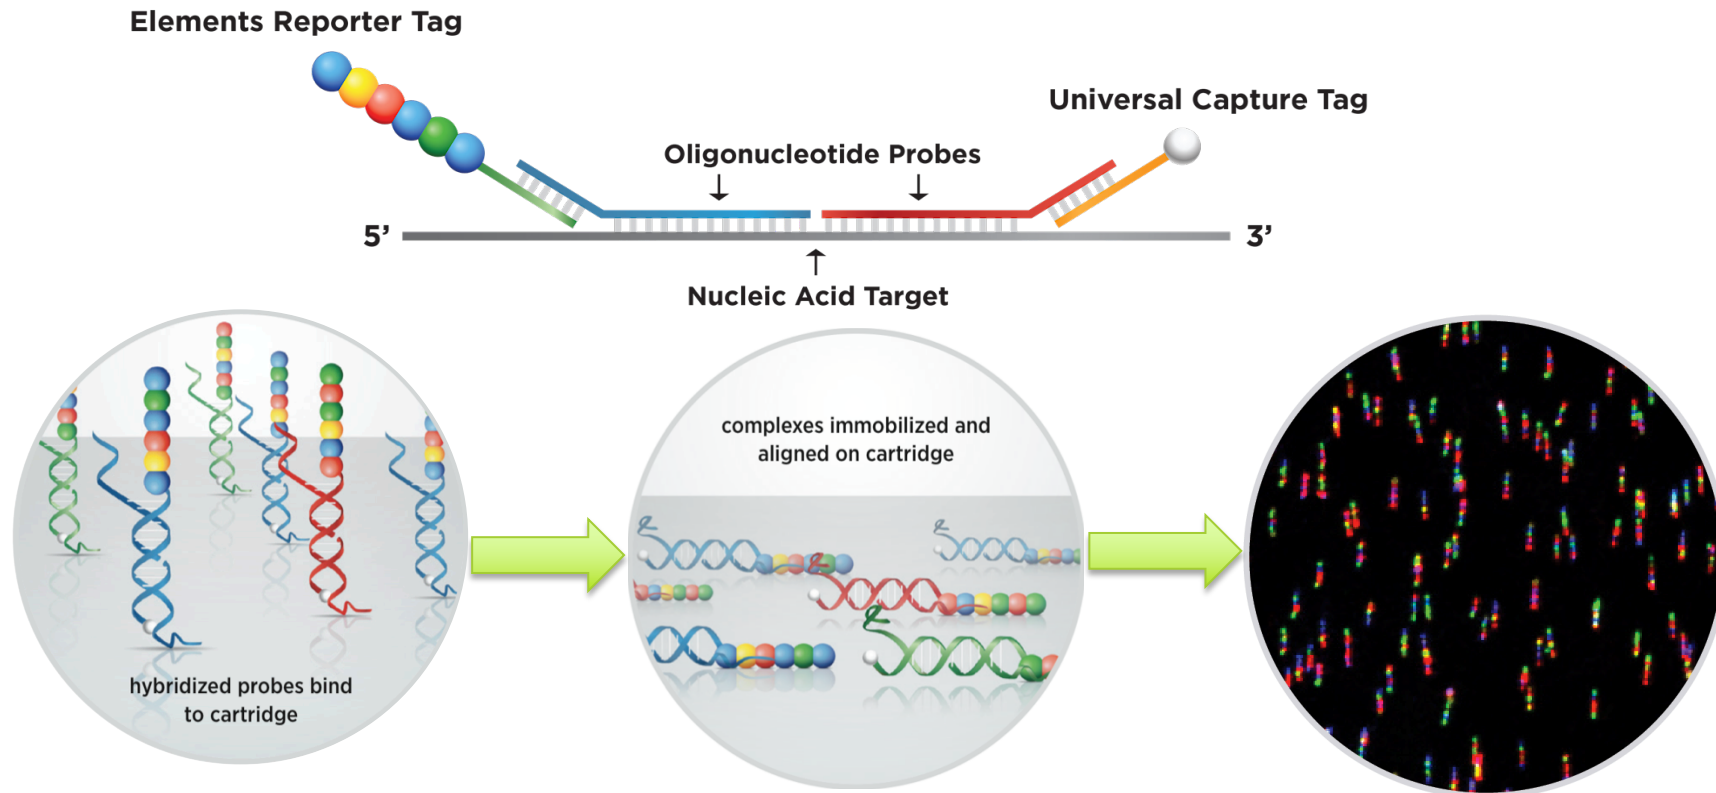 Elements Reporter Tag
Universal Capture Tag
Oligonucleotide Probes
5’
3’
Nucleic Acid Target
hybridized probes bind
to cartridge
complexes immobilized and
aligned on cartridge